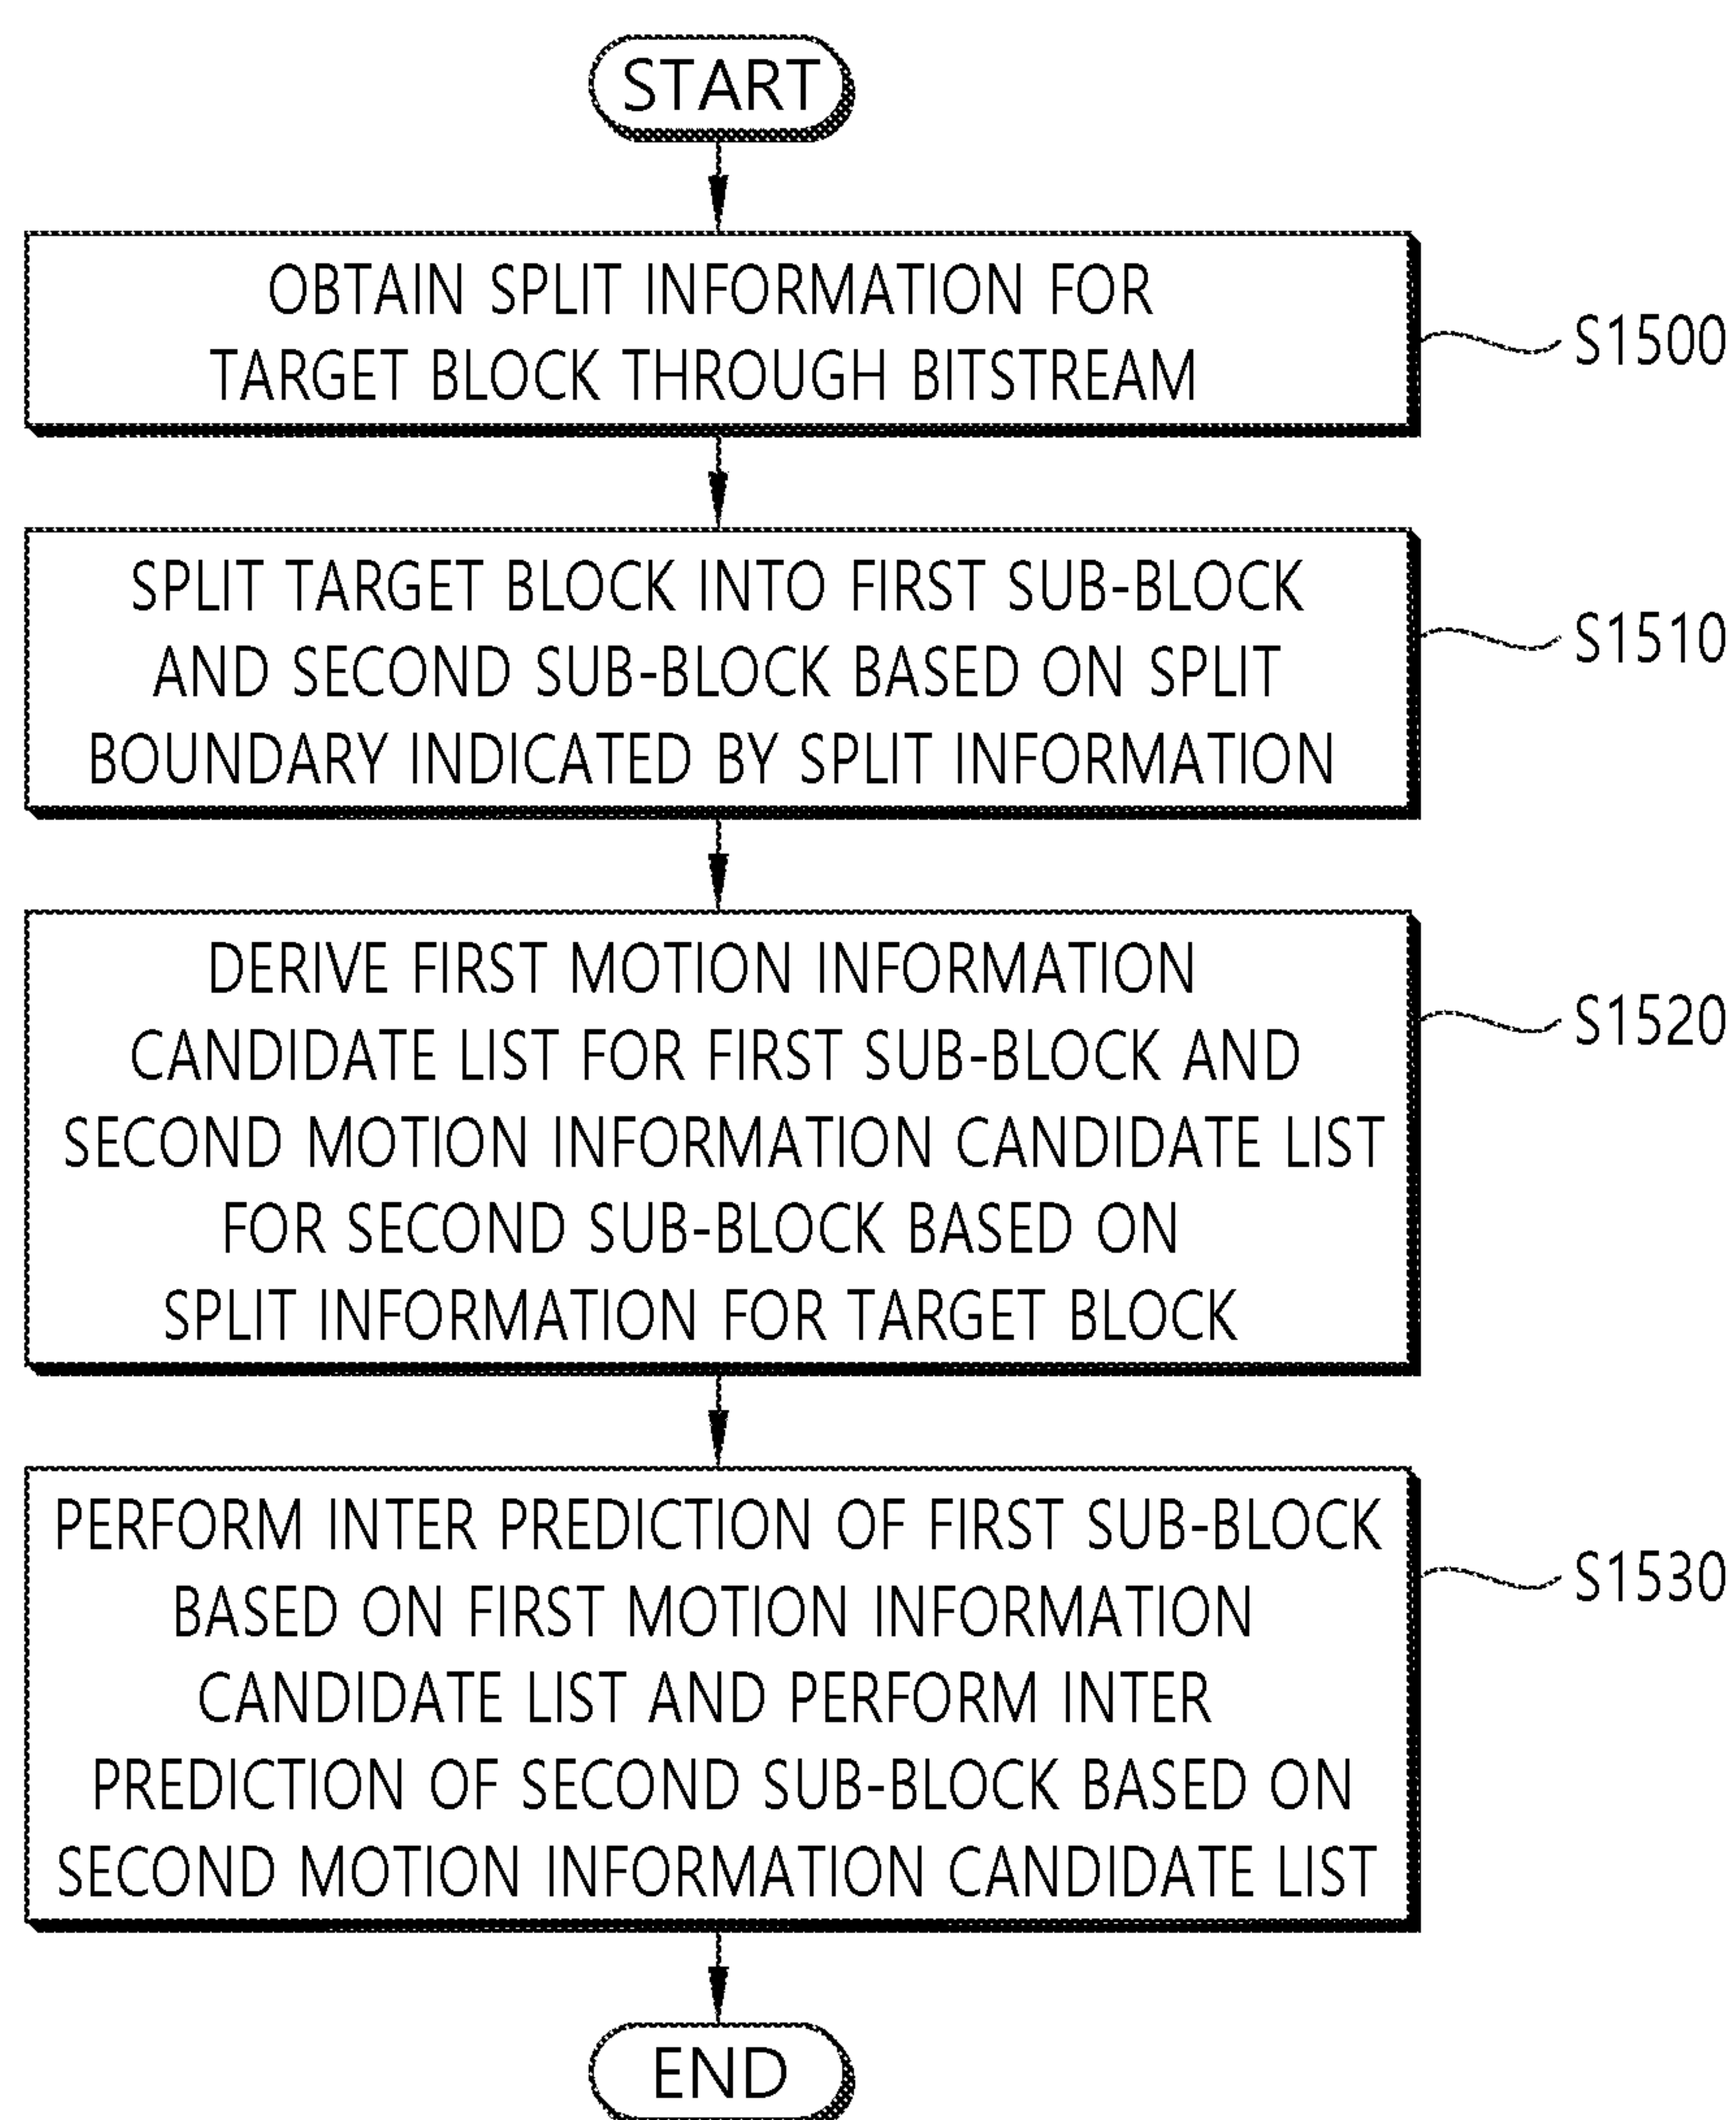 START
OBTAIN SPLIT INFORMATION FOR
TARGET BLOCK THROUGH BITSTREAM
S1500
SPLIT TARGET BLOCK INTO FIRST SUB-BLOCK
AND SECOND SUB-BLOCK BASED ON SPLIT
BOUNDARY INDICATED BY SPLIT INFORMATION
S1510
DERIVE FIRST MOTION INFORMATION
CANDIDATE LIST FOR FIRST SUB-BLOCK AND
SECOND MOTION INFORMATION CANDIDATE LIST
FOR SECOND SUB-BLOCK BASED ON
SPLIT INFORMATION FOR TARGET BLOCK
S1520
PERFORM INTER PREDICTION OF FIRST SUB-BLOCK
BASED ON FIRST MOTION INFORMATION
CANDIDATE LIST AND PERFORM INTER
PREDICTION OF SECOND SUB-BLOCK BASED ON
SECOND MOTION INFORMATION CANDIDATE LIST
S1530
END